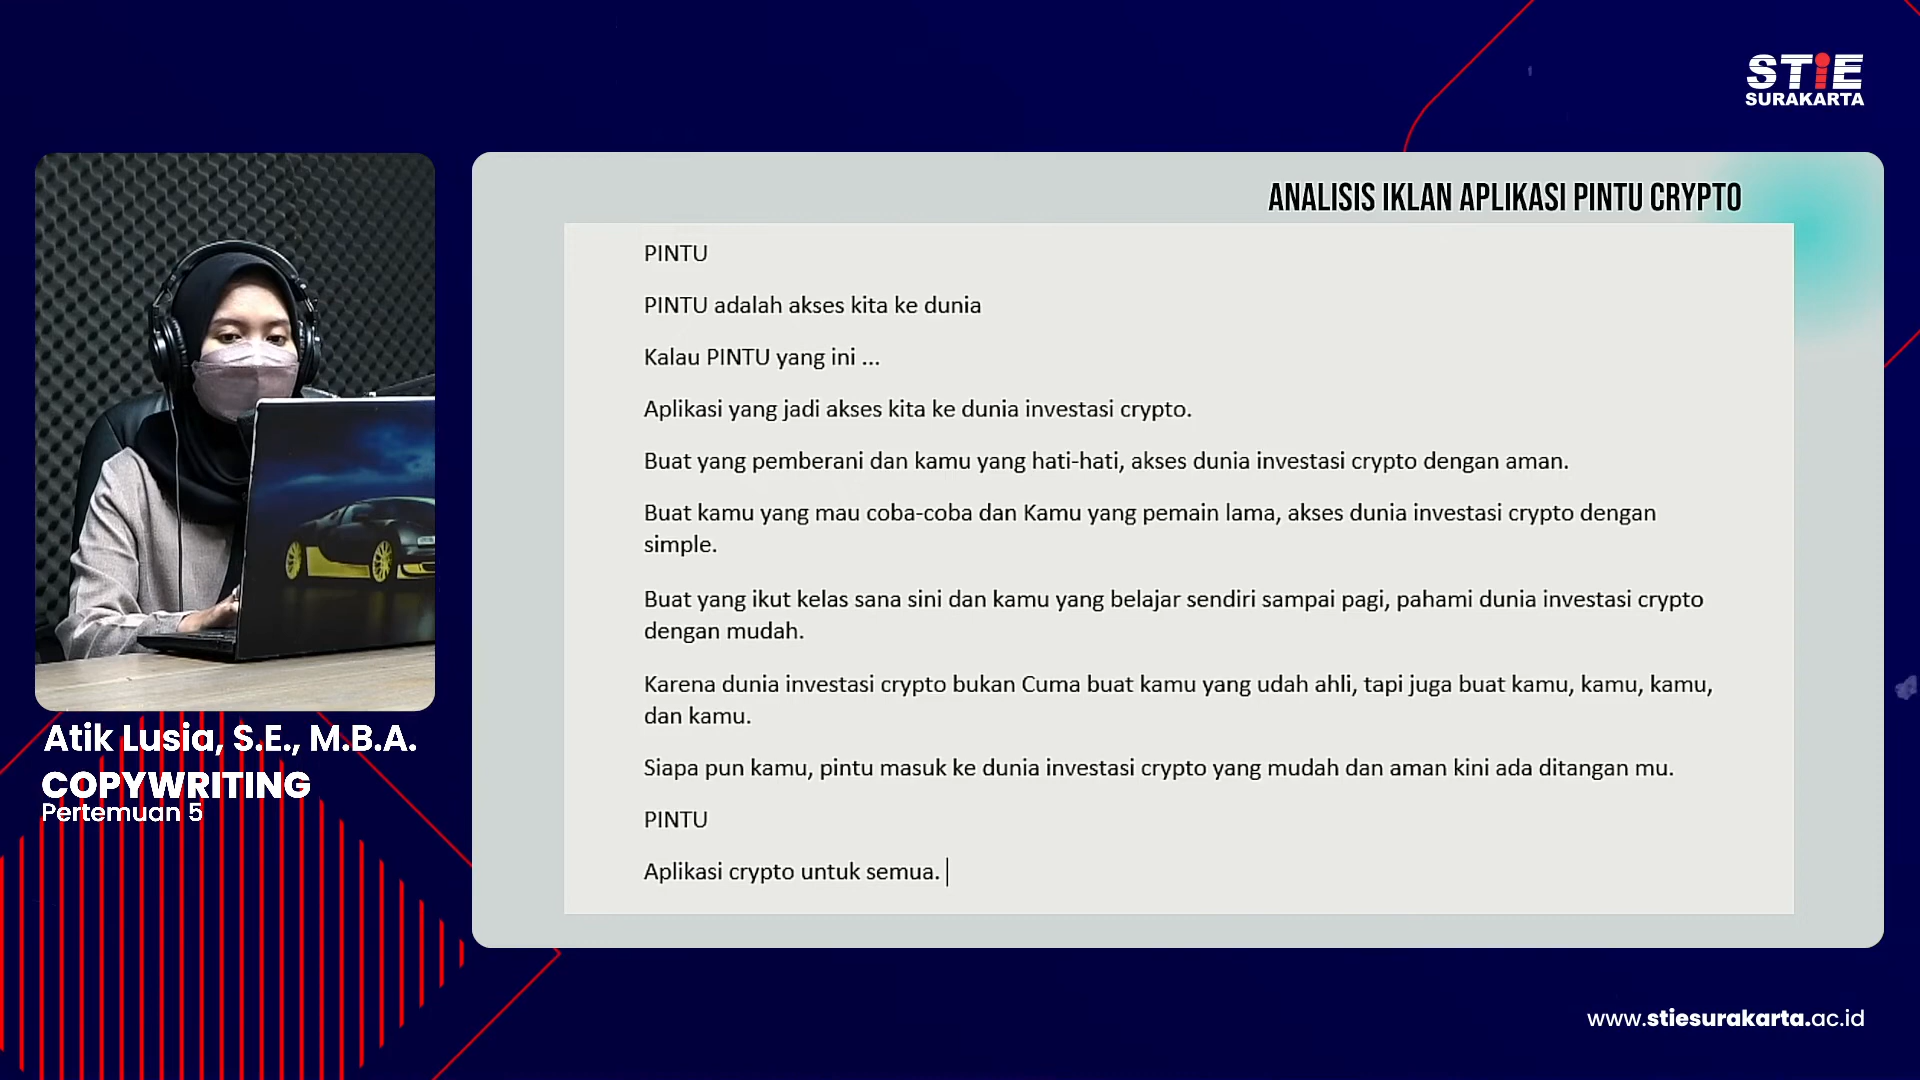 STiE
SURAKARTA
ANALISIS IKLAN APLIKASI PINTU CRYPTO
PINTU
PINTU adalah akses kita ke dunia
Kalau PINTU yang ini ...
Aplikasi yang jadi akses kita ke dunia investasi crypto.
Buat yang pemberani dan kamu yang hati-hati, akses dunia investasi crypto dengan aman.
Buat kamu yang mau coba-coba dan Kamu yang pemain lama, akses dunia investasi crypto dengan
simple.
Buat yang ikut kelas sana sini dan kamu yang belajar sendiri sampai pagi, pahami dunia investasi crypto
dengan mudah.
Karena dunia investasi crypto bukan Cuma buat kamu yang udah ahli, tapi juga buat kamu, kamu, kamu,
dan kamu.
Siapa pun kamu, pintu masuk ke dunia investasi crypto yang mudah dan aman kini ada ditangan mu.
PINTU
Aplikasi crypto untuk semua.
Atik Lusia, S.E., M.B.A.
COPYWRITING
Pertemuan 5
www.stiesurakarta.ac.id